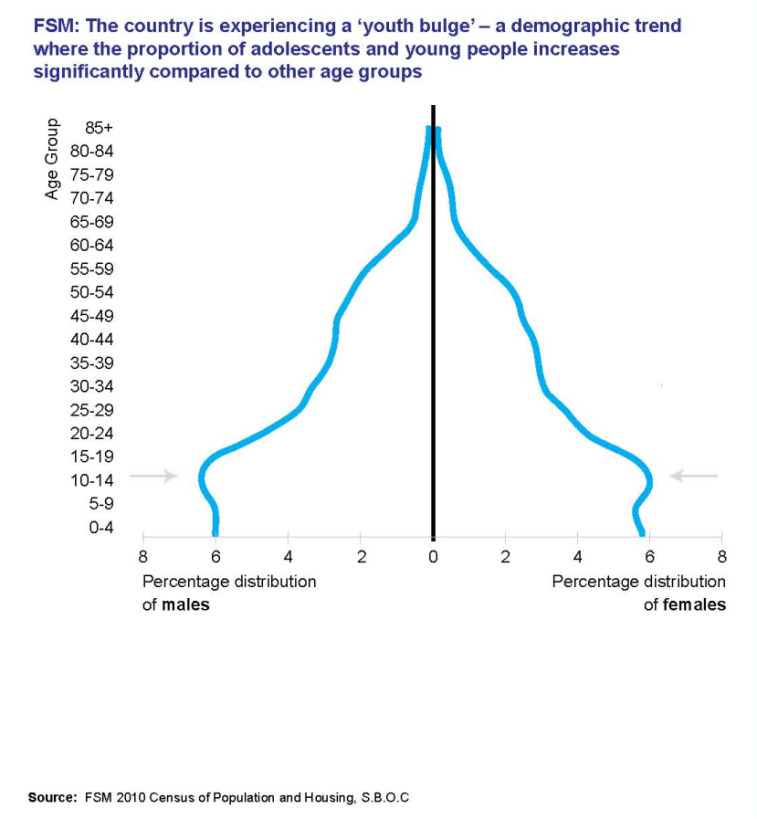 FSM: The country is experiencing a ‘youth bulge’ – a demographic trend
where the proportion of adolescents and young people increases
significantly compared to other age groups
Age Group
85+
80-84
75-79
70-74
65-69
60-64
55-59
50-54
45-49
40-44
35-39
30-34
25-29
20-24
15-19
10-14
5-9
0-4
8 6 4 2 0 2 4 6 8
Percentage distribution
of males
Percentage distribution
of females
Source: FSM 2010 Census of Population and Housing, S.B.O.C